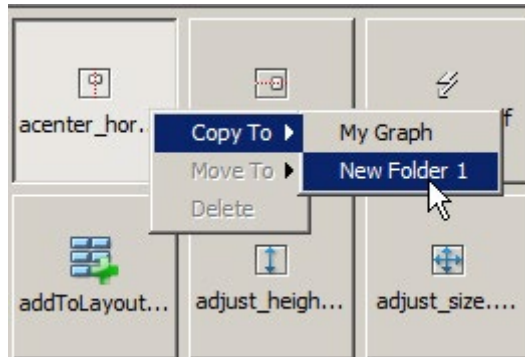 acenter_hor..
Copy To
My Graph
f
Move To
New Folder 1
Delete
addToLayout...
adjust_heigh...
adjust_size....